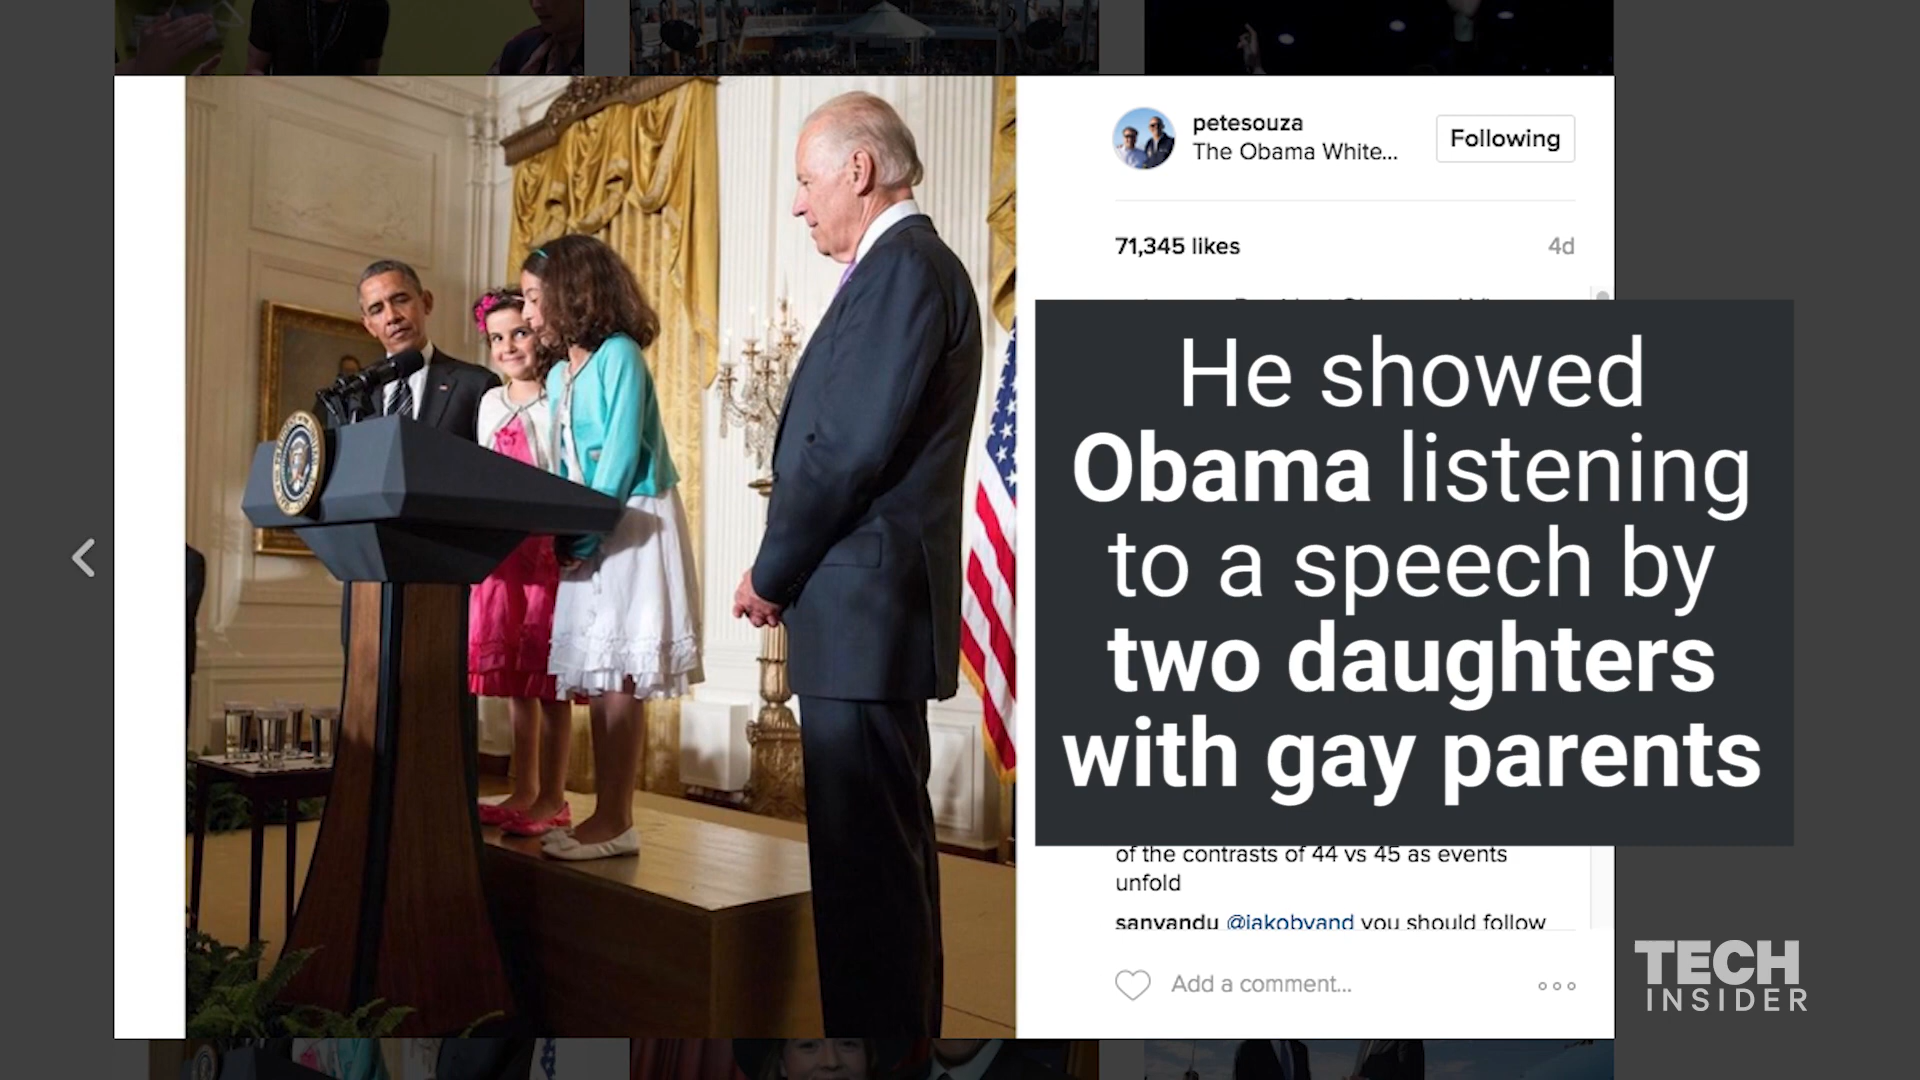 petesouza
The Obama White...
Following
71,345 likes
4d
He showed
Obama listening
to a speech by
two daughters
with gay parents
of the contrasts of 44 vs 45 as events
unfold
sanvandu @jakobvand you should follow
Add a comment...
TECH
INSIDER